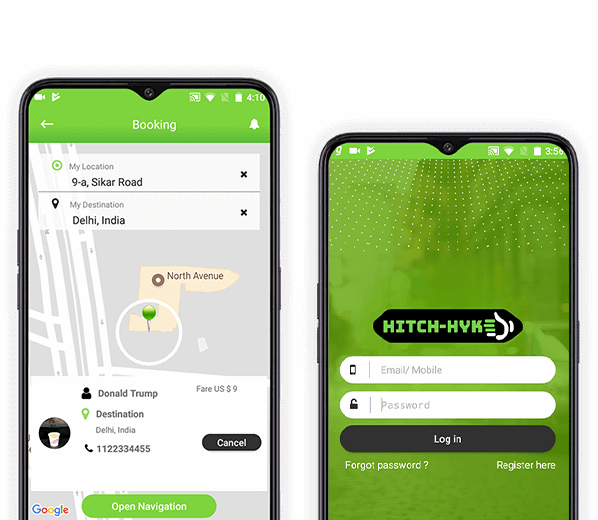 4:10
Booking
My Location
9-a, Sikar Road
My Destination
Delhi, India
North Avenue
Donald Trump
Fare US $ 9
Destination
Delhi, India
1122334455
Cancel
Google
Open Navigation
g
3:56
HITCH-HYKE
Email/ Mobile
Password
Log in
Forgot password ?
Register here